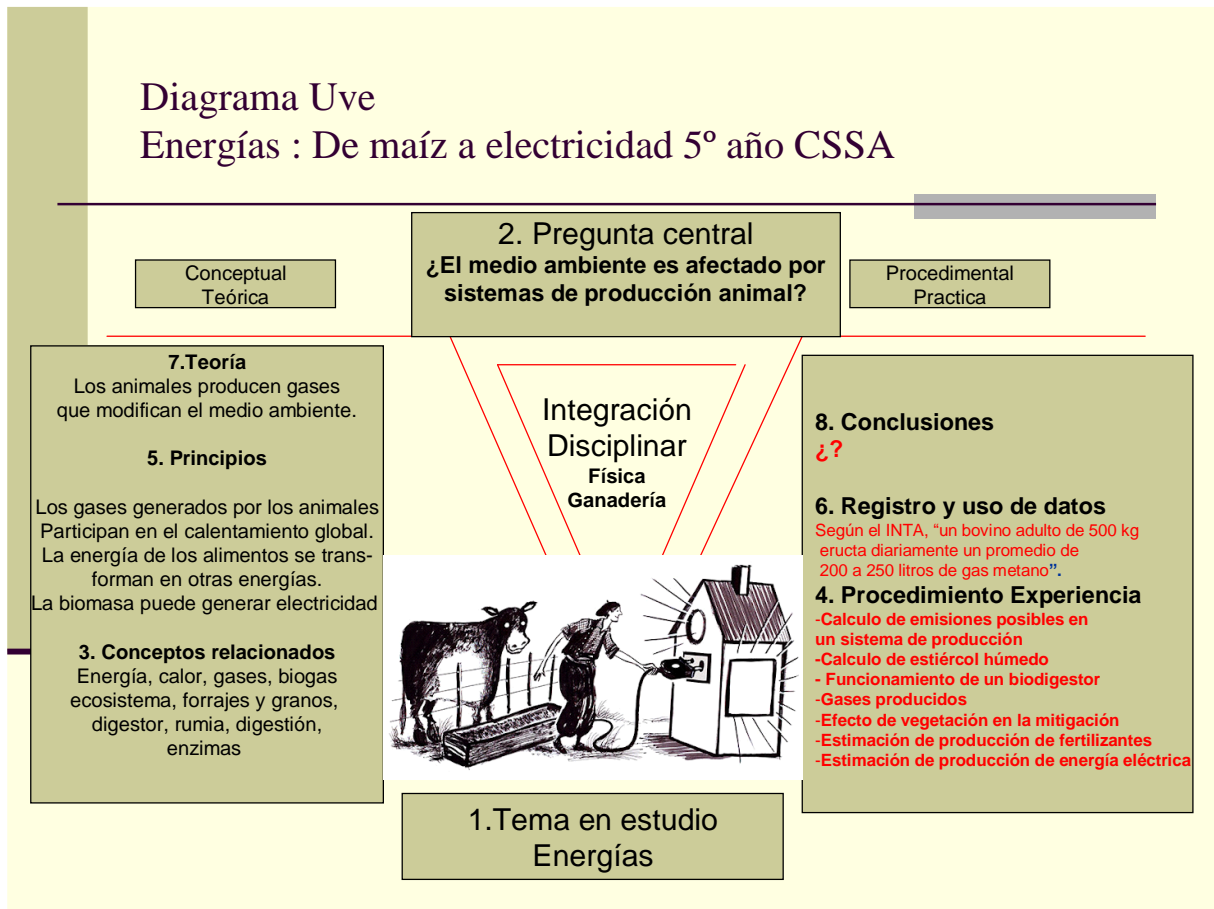 Diagrama Uve
Energías : De maíz a electricidad 5º año CSSA
2. Pregunta central
¿El medio ambiente es afectado por
sistemas de producción animal?
Conceptual
Teórica
Procedimental
Practica
7.Teoría
Los animales producen gases
que modifican el medio ambiente.
5. Principios
Los gases generados por los animales
Participan en el calentamiento global.
La energía de los alimentos se trans-
forman en otras energías.
La biomasa puede generar electricidad
3. Conceptos relacionados
Energía, calor, gases, biogas
ecosistema, forrajes y granos,
digestor, rumia, digestión,
enzimas
Integración
Disciplinar
Física
Ganadería
8. Conclusiones
¿?
6. Registro y uso de datos
Según el INTA, “un bovino adulto de 500 kg
eructa diariamente un promedio de
200 a 250 litros de gas metano”.
4. Procedimiento Experiencia
-Calculo de emisiones posibles en
un sistema de producción
-Calculo de estiércol húmedo
- Funcionamiento de un biodigestor
-Gases producidos
-Efecto de vegetación en la mitigación
-Estimación de producción de fertilizantes
-Estimación de producción de energía eléctrica
1.Tema en estudio
Energías